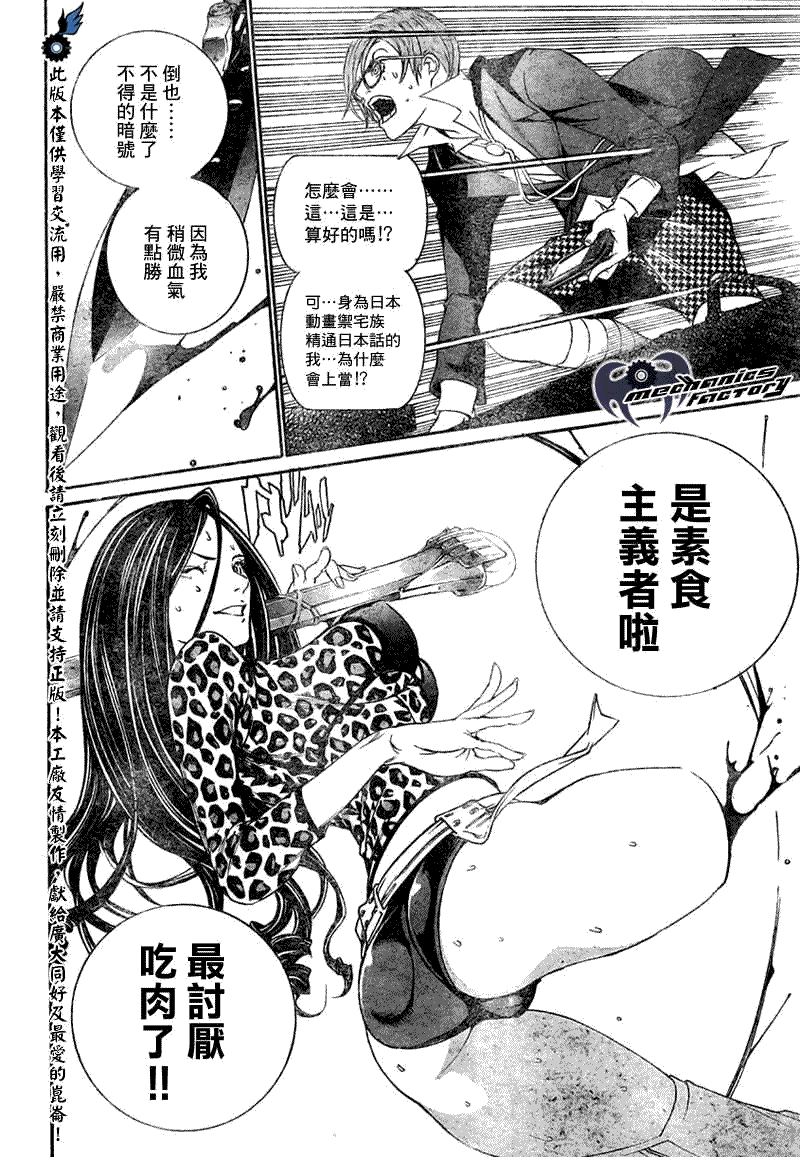 怎麼會……
這…這是…
算好的嗎!?
可…身為日本
動畫禦宅族
精通日本話的
我…為什麼
會上當!?
倒也……
不是什麼了
不得的暗號
因為我
稍微血氣
有點勝
mechanics
factory
是素食
主義者啦
最討厭
吃肉了!!
此版本僅供學習交流用，嚴禁商業用途，觀看後請立刻刪除並請支持正版！本工廠友情製作，獻給廣大同好及最愛的崑崙！